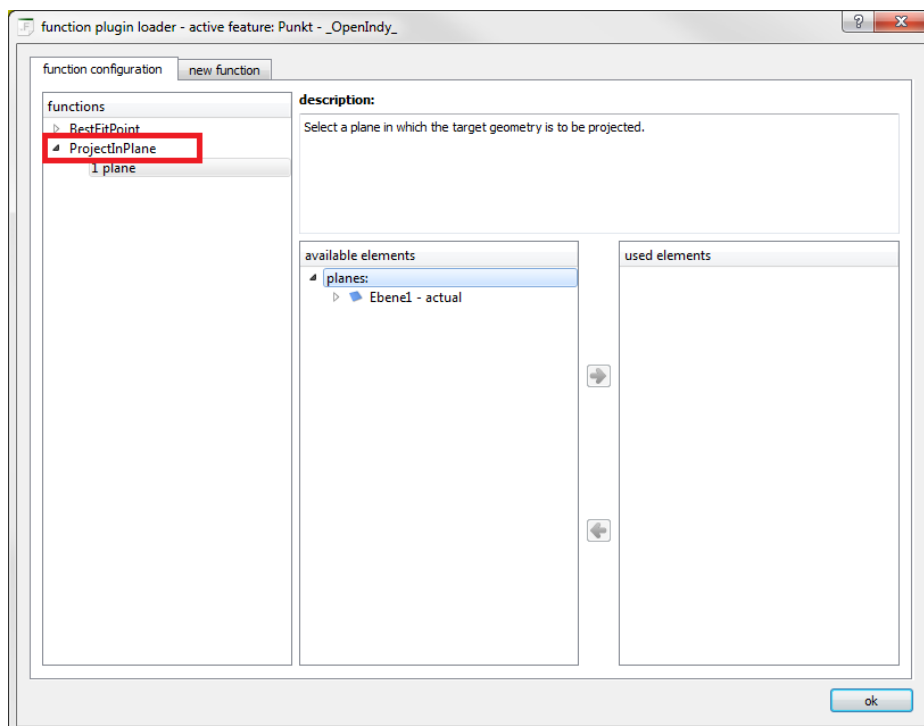 function plugin loader - active feature: Punkt - _OpenIndy_
function configuration
new function
functions
BestFitPoint
ProjectInPlane
1 plane
description:
Select a plane in which the target geometry is to be projected.
available elements
planes:
Ebene1 - actual
used elements
ok